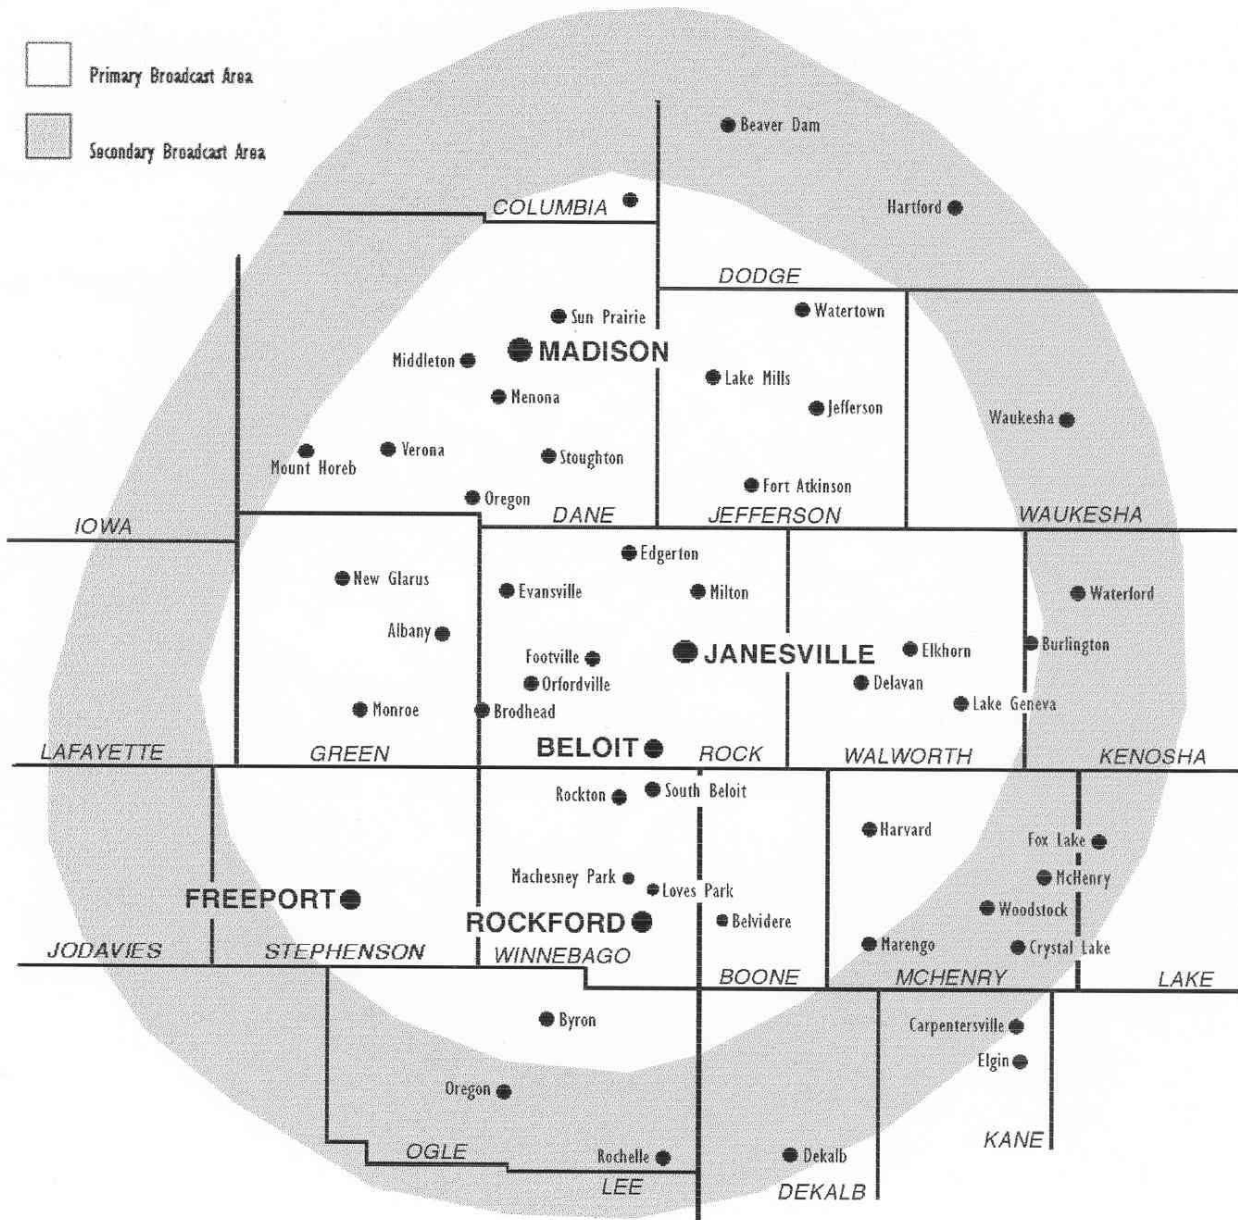 Primary Broadcast Area
Secondary Broadcast Area
Beaver Dam
COLUMBIA
Hartford
DODGE
Sun Prairie
Watertown
MADISON
Middleton
Lake Mills
Menona
Jefferson
Waukesha
Verona
Stoughton
Mount Horeb
Fort Atkinson
Oregon
DANE
JEFFERSON
WAUKESHA
IOWA
Edgerton
New Glarus
Evansville
Milton
Waterford
Albany
Burlington
Footville
JANESVILLE
Elkhorn
Orfordville
Delavan
Monroe
Brodhead
Lake Geneva
LAFAYETTE
GREEN
BELOIT
ROCK
WALWORTH
KENOSHA
Rockton
South Beloit
Harvard
Fox Lake
Machesney Park
Loves Park
McHenry
FREEPORT
Woodstock
ROCKFORD
Belvidere
Marengo
Crystal Lake
JODAVIES
STEPHENSON
WINNEBAGO
BOONE
MCHENRY
LAKE
Byron
Carpentersville
Elgin
Oregon
KANE
OGLE
Rochelle
Dekalb
LEE
DEKALB